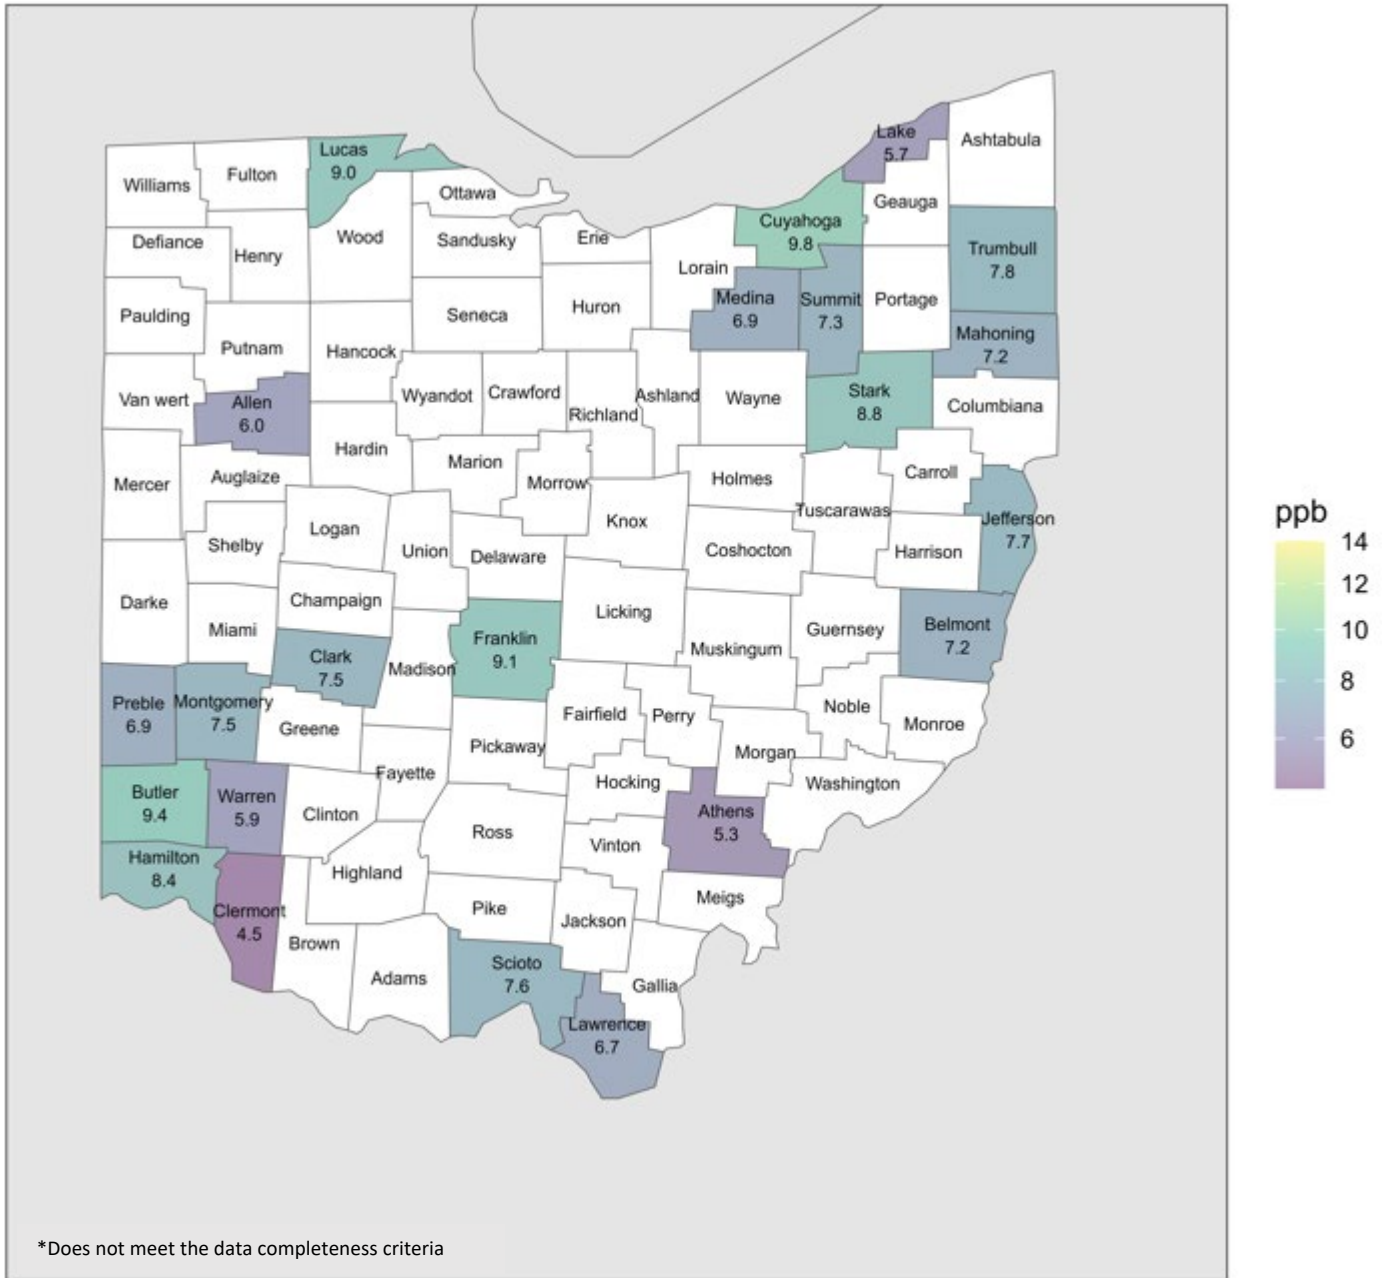 Lake
5.7
Ashtabula
Lucas
9.0
Williams
Fulton
Ottawa
Geauga
Cuyahoga
9.8
Defiance
Henry
Wood
Sandusky
Erie
Lorain
Trumbull
7.8
Paulding
Seneca
Huron
Medina
6.9
Summit
7.3
Portage
Putnam
Hancock
Mahoning
7.2
Van wert
Allen
6.0
Wyandot
Crawford
Richland
Ashland
Wayne
Stark
8.8
Columbiana
Hardin
Marion
Mercer
Auglaize
Morrow
Holmes
Carroll
Logan
Knox
Tuscarawas
Jefferson
7.7
Shelby
Union
Delaware
Coshocton
Harrison
Darke
Champaign
Licking
Miami
Franklin
9.1
Muskingum
Guernsey
Belmont
7.2
Clark
7.5
Madison
Preble
6.9
Montgomery
7.5
Greene
Fairfield
Perry
Noble
Monroe
Pickaway
Morgan
Fayette
Hocking
Washington
Butler
9.4
Warren
5.9
Clinton
Ross
Athens
5.3
Vinton
Hamilton
8.4
Highland
Meigs
Clermont
4.5
Pike
Jackson
Brown
Adams
Scioto
7.6
Gallia
Lawrence
6.7
ppb
14
12
10
8
6
*Does not meet the data completeness criteria